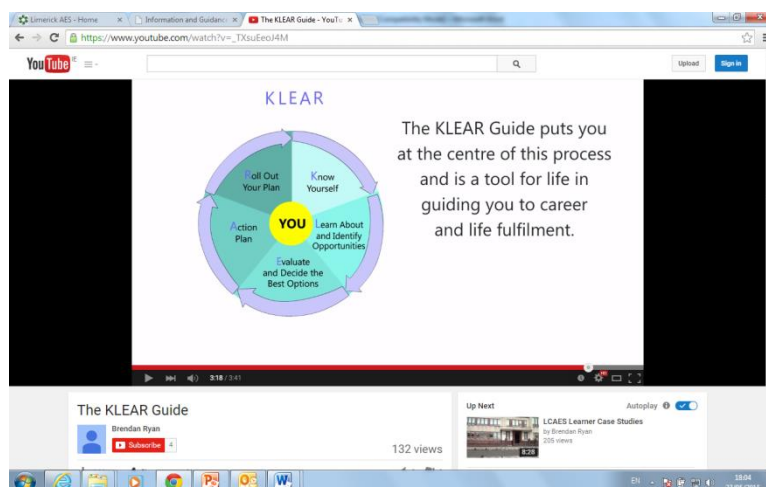 Limerick AES - Home
Information and Guidance
The KLEAR Guide - YouTu
https://www.youtube.com/watch?v=_TXsuEeoJ4M
YouTube IE
Upload
Sign in
KLEAR
The KLEAR Guide puts you
at the centre of this process
and is a tool for life in
guiding you to career
and life fulfilment.
Roll Out
Your Plan
Know
Yourself
YOU
Action
Plan
Learn About
and Identify
Opportunities
Evaluate
and Decide the
Best Options
3:18 / 3:41
The KLEAR Guide
Brendan Ryan
Subscribe 4
132 views
Up Next
Autoplay
LCAES Learner Case Studies
by Brendan Ryan
205 views
8:28
EN
18:04